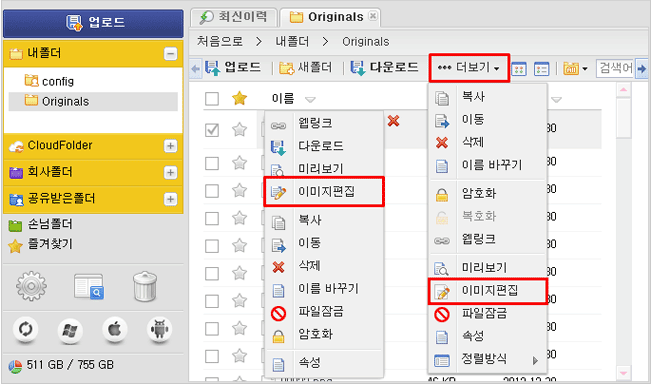 업로드
내폴더
config
Originals
CloudFolder
회사폴더
공유받은폴더
손님폴더
즐겨찾기
511 GB / 755 GB
최신이력
Originals
처음으로 > 내폴더 > Originals
업로드
새폴더
다운로드
더보기
검색어
이름
웹링크
다운로드
미리보기
이미지편집
복사
이동
삭제
이름 바꾸기
파일잠금
암호화
속성
복사
이동
삭제
이름 바꾸기
암호화
복호화
웹링크
미리보기
이미지편집
파일잠금
속성
정렬방식
30
30
30
30
30
30
30